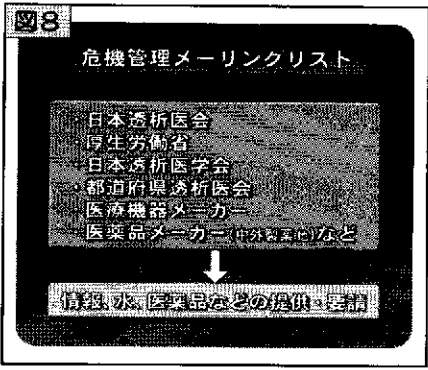 図8
危機管理メーリングリスト
・日本透析医会
・厚生労働省
・日本透析医学会
・都道府県透析医会
医療機器メーカー
医薬品メーカー(中外製薬他)など
情報、水、医薬品などの提供・要請